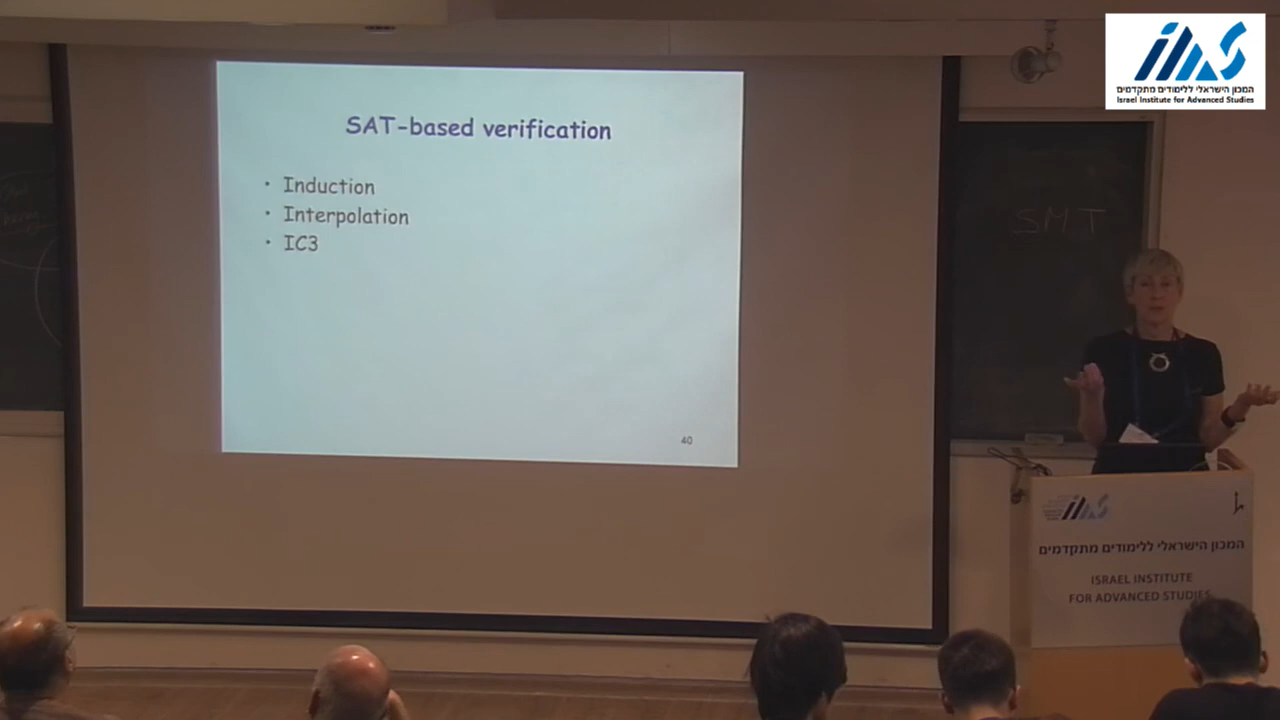 SAT-based verification
• Induction
• Interpolation
• IC3
40
SMT
המכון הישראלי ללימודים מתקדמים
Israel Institute for Advanced Studies
המכון הישראלי ללימודים מתקדמים
ISRAEL INSTITUTE
FOR ADVANCED STUDIES